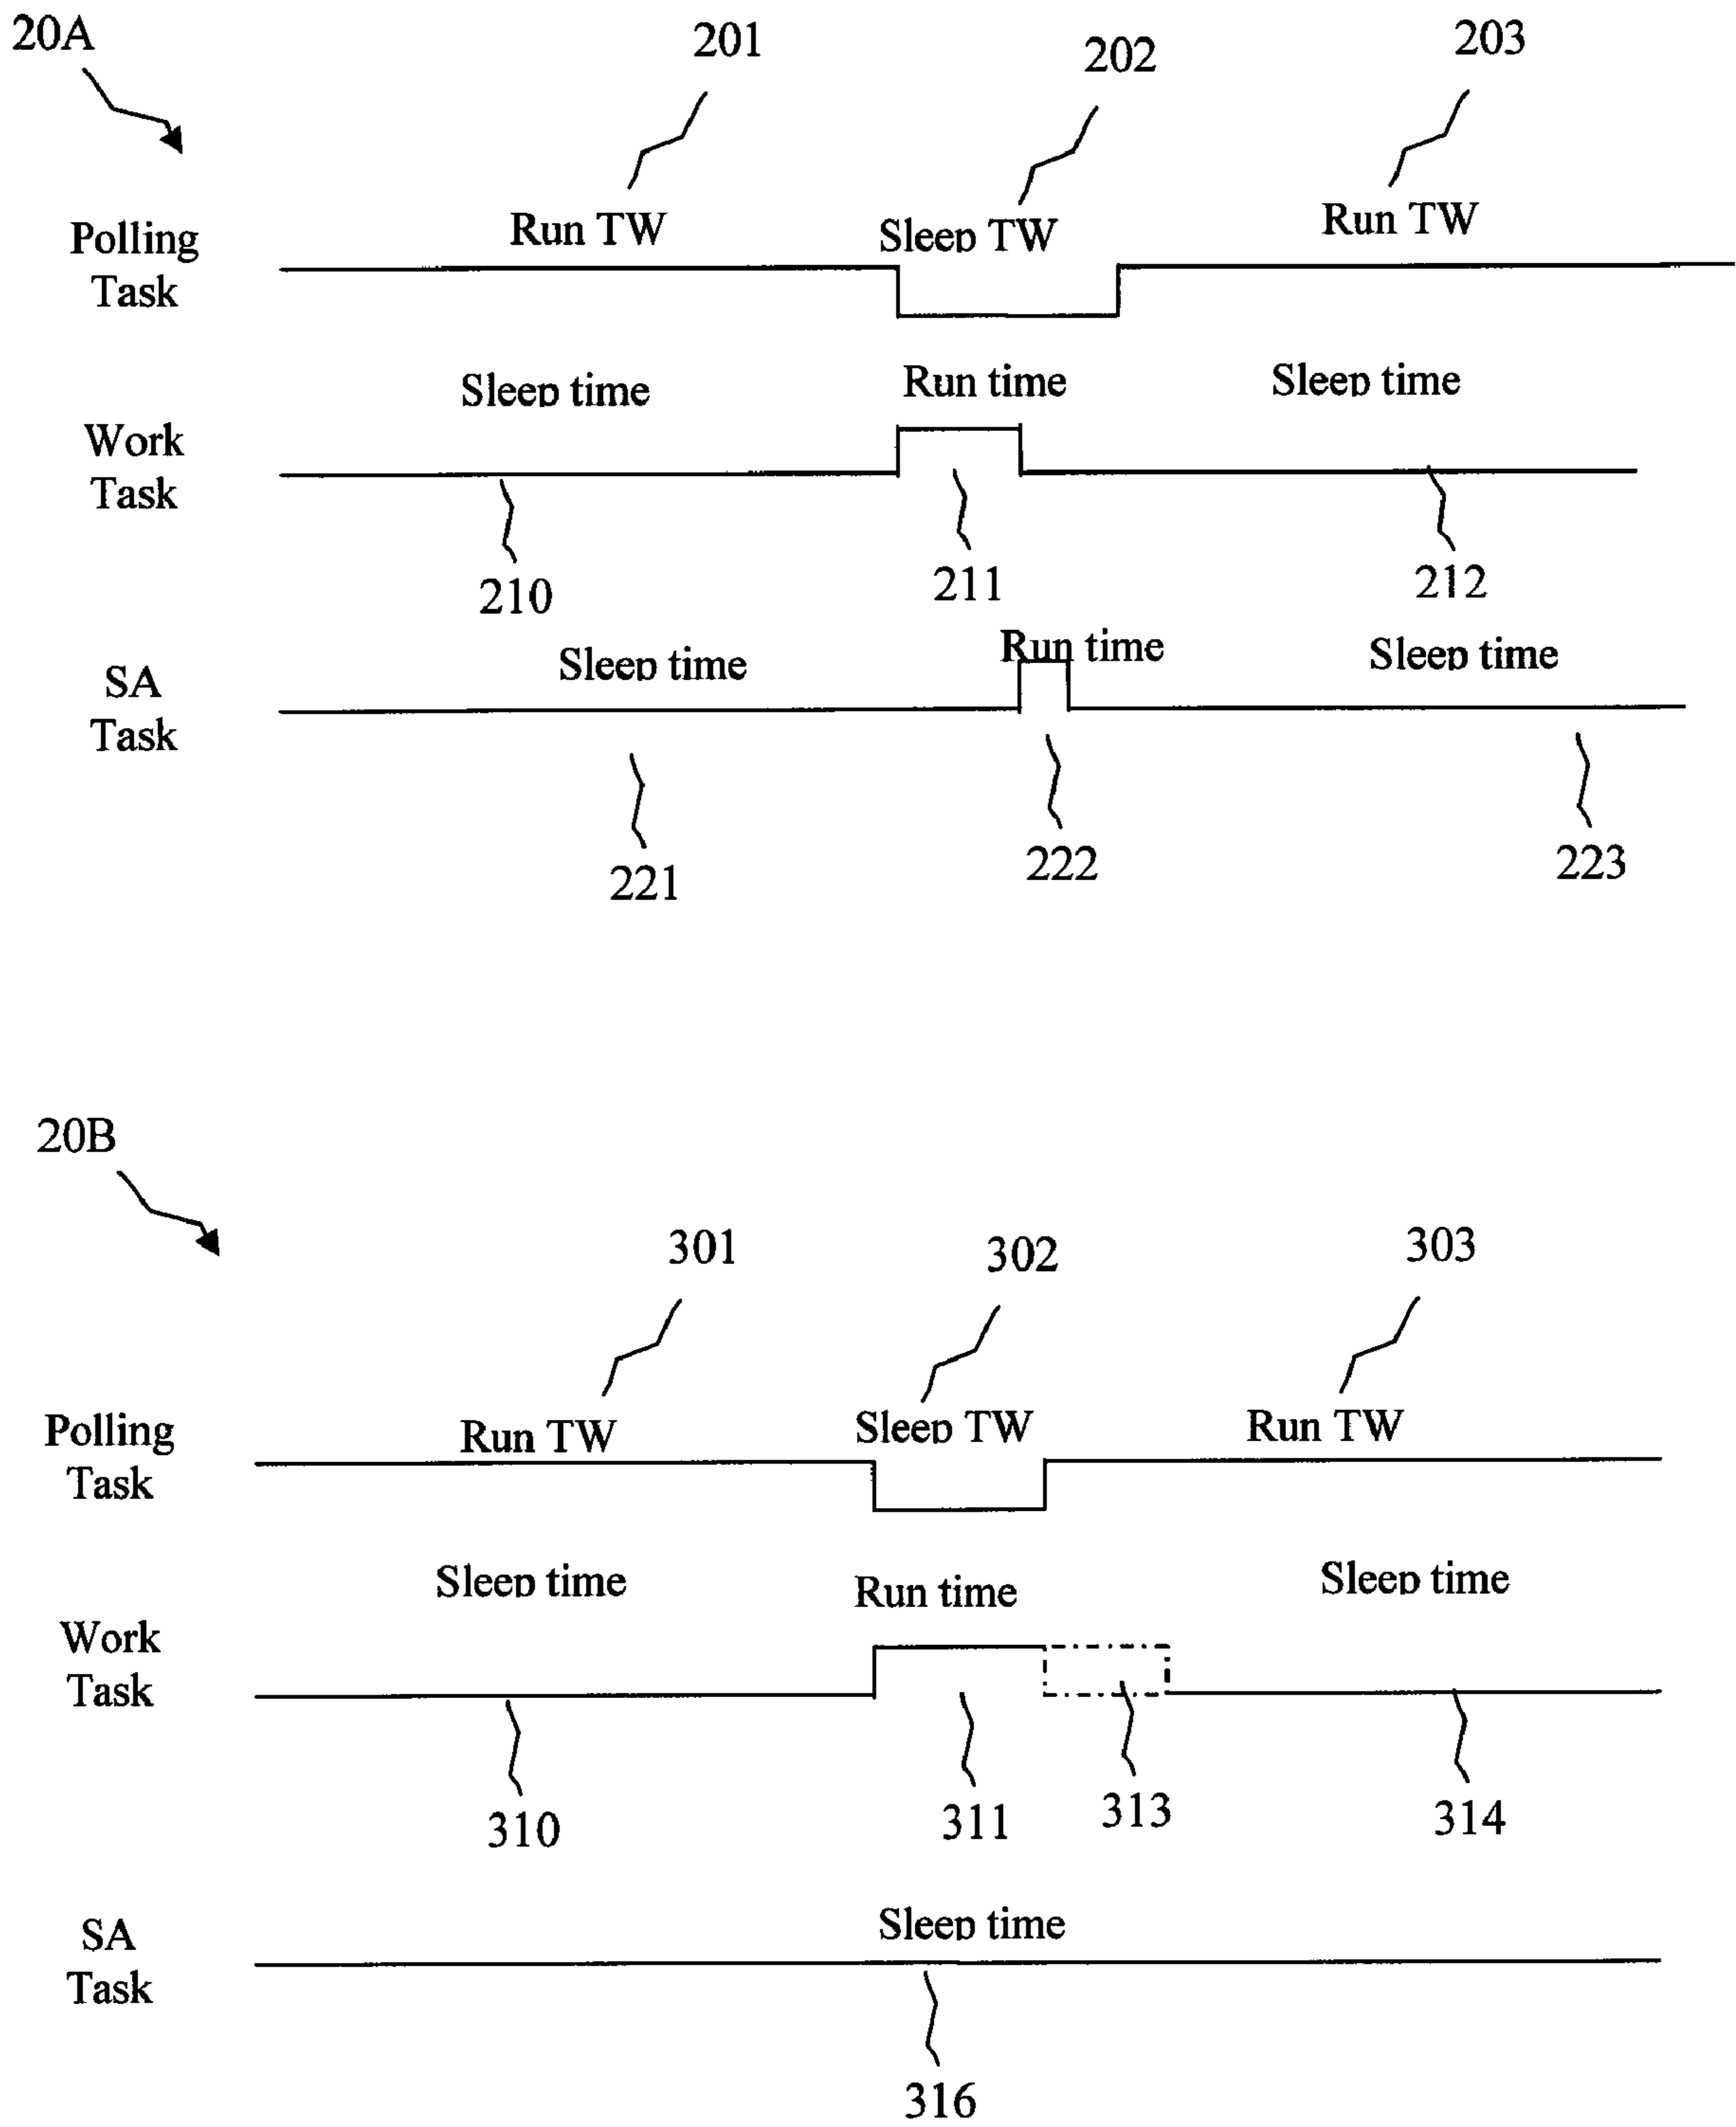 20A
201
202
203
Run TW
Sleep TW
Run TW
Polling
Task
Sleep time
Run time
Sleep time
Work
Task
210
211
212
Sleep time
Run time
Sleep time
SA
Task
221
222
223
20B
301
302
303
Run TW
Sleep TW
Run TW
Polling
Task
Sleep time
Run time
Sleep time
Work
Task
310
311
313
314
Sleep time
SA
Task
316